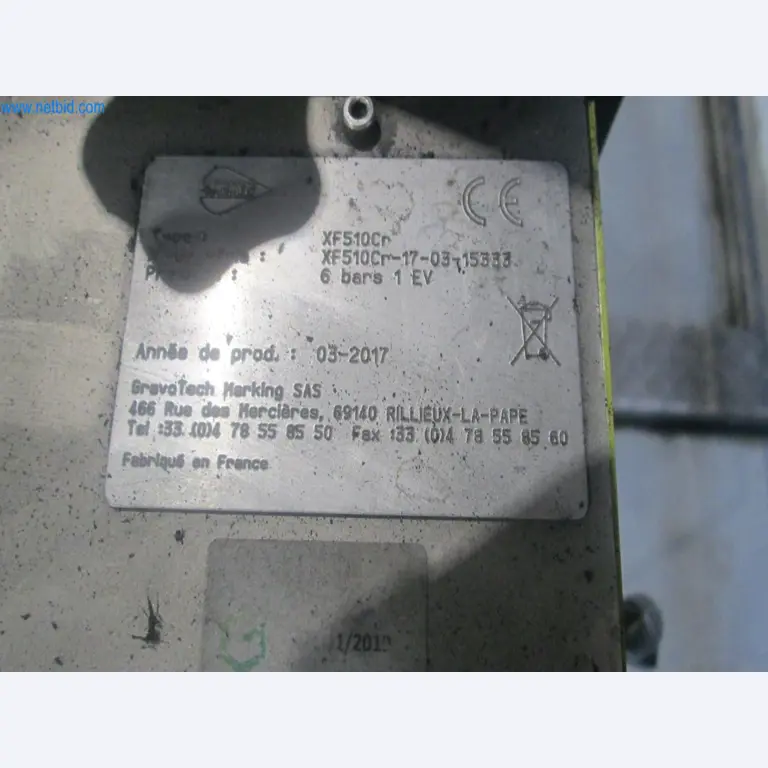 www.netbid.com
CE
Type : XF510Cr
: XF510Cr-17-03-15333
: 6 bars 1 EV
Année de prod. : 03-2017
GravoTech Marking SAS
466 Rue des Mercières, 69140 RILLIEUX-LA-PAPE
Tel :33 (0)4 78 55 85 50 Fax :33 (0)4 78 55 85 60
Fabriqué en France